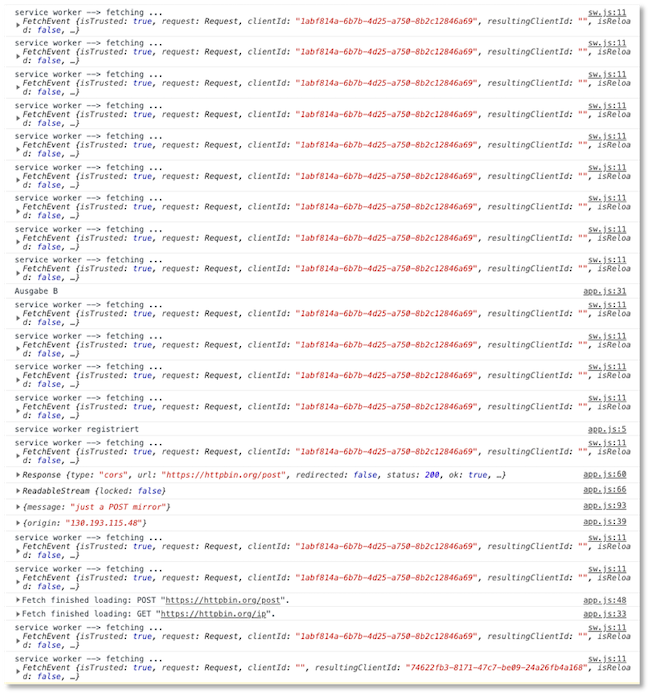 service worker --> fetching ... sw.js:11
FetchEvent {isTrusted: true, request: Request, clientId: "1abf814a-6b7b-4d25-a750-8b2c12846a69", resultingClientId: "", isReloa
d: false, …}
service worker --> fetching ... sw.js:11
FetchEvent {isTrusted: true, request: Request, clientId: "1abf814a-6b7b-4d25-a750-8b2c12846a69", resultingClientId: "", isReloa
d: false, …}
service worker --> fetching ... sw.js:11
FetchEvent {isTrusted: true, request: Request, clientId: "1abf814a-6b7b-4d25-a750-8b2c12846a69", resultingClientId: "", isReloa
d: false, …}
service worker --> fetching ... sw.js:11
FetchEvent {isTrusted: true, request: Request, clientId: "1abf814a-6b7b-4d25-a750-8b2c12846a69", resultingClientId: "", isReloa
d: false, …}
service worker --> fetching ... sw.js:11
FetchEvent {isTrusted: true, request: Request, clientId: "1abf814a-6b7b-4d25-a750-8b2c12846a69", resultingClientId: "", isReloa
d: false, …}
service worker --> fetching ... sw.js:11
FetchEvent {isTrusted: true, request: Request, clientId: "1abf814a-6b7b-4d25-a750-8b2c12846a69", resultingClientId: "", isReloa
d: false, …}
service worker --> fetching ... sw.js:11
FetchEvent {isTrusted: true, request: Request, clientId: "1abf814a-6b7b-4d25-a750-8b2c12846a69", resultingClientId: "", isReloa
d: false, …}
service worker --> fetching ... sw.js:11
FetchEvent {isTrusted: true, request: Request, clientId: "1abf814a-6b7b-4d25-a750-8b2c12846a69", resultingClientId: "", isReloa
d: false, …}
service worker --> fetching ... sw.js:11
FetchEvent {isTrusted: true, request: Request, clientId: "1abf814a-6b7b-4d25-a750-8b2c12846a69", resultingClientId: "", isReloa
d: false, …}
Ausgabe B app.js:31
service worker --> fetching ... sw.js:11
FetchEvent {isTrusted: true, request: Request, clientId: "1abf814a-6b7b-4d25-a750-8b2c12846a69", resultingClientId: "", isReloa
d: false, …}
service worker --> fetching ... sw.js:11
FetchEvent {isTrusted: true, request: Request, clientId: "1abf814a-6b7b-4d25-a750-8b2c12846a69", resultingClientId: "", isReloa
d: false, …}
service worker --> fetching ... sw.js:11
FetchEvent {isTrusted: true, request: Request, clientId: "1abf814a-6b7b-4d25-a750-8b2c12846a69", resultingClientId: "", isReloa
d: false, …}
service worker --> fetching ... sw.js:11
FetchEvent {isTrusted: true, request: Request, clientId: "1abf814a-6b7b-4d25-a750-8b2c12846a69", resultingClientId: "", isReloa
d: false, …}
service worker registriert app.js:5
service worker --> fetching ... sw.js:11
FetchEvent {isTrusted: true, request: Request, clientId: "1abf814a-6b7b-4d25-a750-8b2c12846a69", resultingClientId: "", isReloa
d: false, …}
Response {type: "cors", url: "https://httpbin.org/post", redirected: false, status: 200, ok: true, …} app.js:60
ReadableStream {locked: false} app.js:66
{message: "just a POST mirror"} app.js:93
{origin: "130.193.115.48"} app.js:39
service worker --> fetching ... sw.js:11
FetchEvent {isTrusted: true, request: Request, clientId: "1abf814a-6b7b-4d25-a750-8b2c12846a69", resultingClientId: "", isReloa
d: false, …}
service worker --> fetching ... sw.js:11
FetchEvent {isTrusted: true, request: Request, clientId: "1abf814a-6b7b-4d25-a750-8b2c12846a69", resultingClientId: "", isReloa
d: false, …}
Fetch finished loading: POST "https://httpbin.org/post". app.js:48
Fetch finished loading: GET "https://httpbin.org/ip". app.js:33
service worker --> fetching ... sw.js:11
FetchEvent {isTrusted: true, request: Request, clientId: "1abf814a-6b7b-4d25-a750-8b2c12846a69", resultingClientId: "", isReloa
d: false, …}
service worker --> fetching ... sw.js:11
FetchEvent {isTrusted: true, request: Request, clientId: "", resultingClientId: "74622fb3-8171-47c7-be09-24a26fb4a168", isReloa
d: false, …}